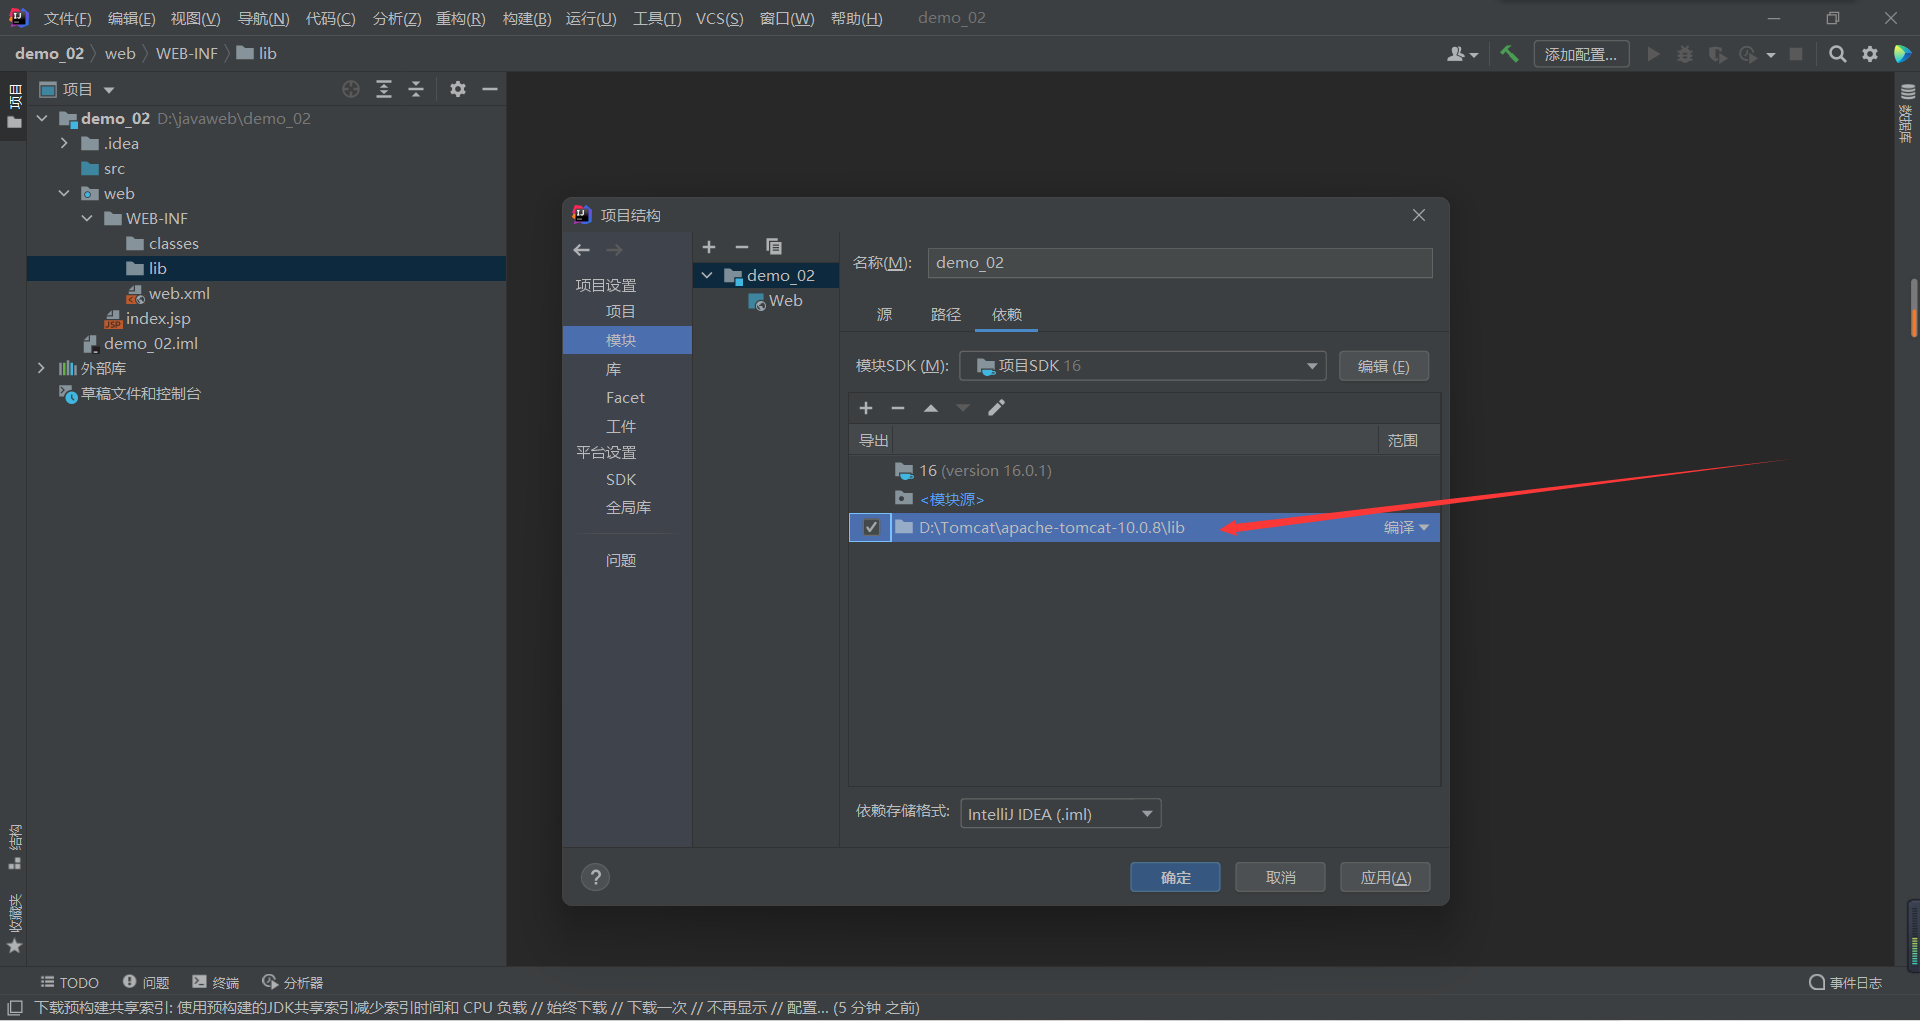 文件(F) 编辑(E) 视图(V) 导航(N) 代码(C) 分析(Z) 重构(R) 构建(B) 运行(U) 工具(T) VCS(S) 窗口(W) 帮助(H) demo_02
demo_02 web WEB-INF lib
添加配置...
项目
项目
demo_02 D:\javaweb\demo_02
.idea
src
web
WEB-INF
classes
lib
web.xml
index.jsp
demo_02.iml
外部库
草稿文件和控制台
数据库
项目结构
项目设置
项目
模块
库
Facet
工件
平台设置
SDK
全局库
问题
demo_02
Web
名称(M): demo_02
源 路径 依赖
模块SDK (M): 项目SDK 16 编辑 (E)
导出 范围
16 (version 16.0.1)
<模块源>
D:\Tomcat\apache-tomcat-10.0.8\lib 编译
依赖存储格式: IntelliJ IDEA (.iml)
? 确定 取消 应用(A)
结构
收藏夹
TODO 问题 终端 分析器 事件日志
下载预构建共享索引: 使用预构建的JDK共享索引减少索引时间和 CPU 负载 // 始终下载 // 下载一次 // 不再显示 // 配置... (5 分钟 之前)